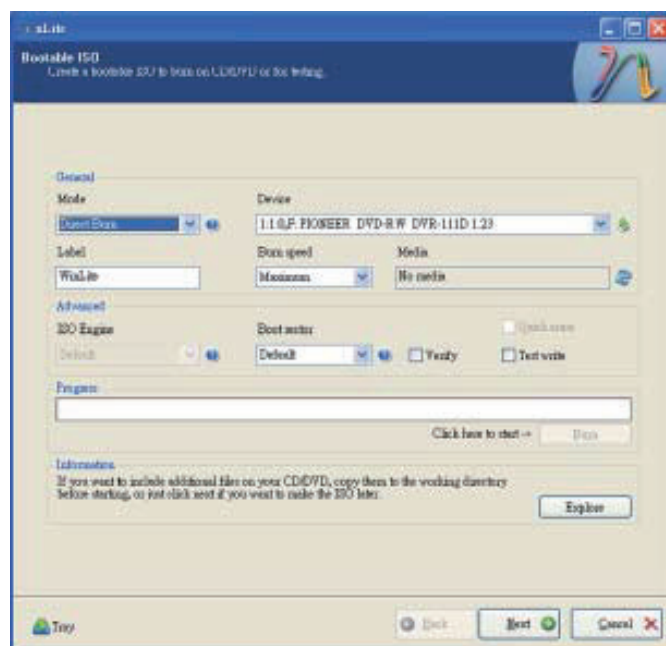 nLite
Bootable ISO
Create a bootable ISO to burn on CD/DVD or for testing.
General
Mode
Device
Direct Burn
1:1:0,F: PIONEER DVD-RW DVR-111D 1.23
Label
Burn speed
Media
WinLite
Maximum
No media
Advanced
ISO Engine
Boot sector
Quick erase
Default
Default
Verify
Test write
Progress
Click here to start ->
Burn
Information
If you want to include additional files on your CD/DVD, copy them to the working directory
before starting, or just click next if you want to make the ISO later.
Explore
Tray
Back
Next
Cancel